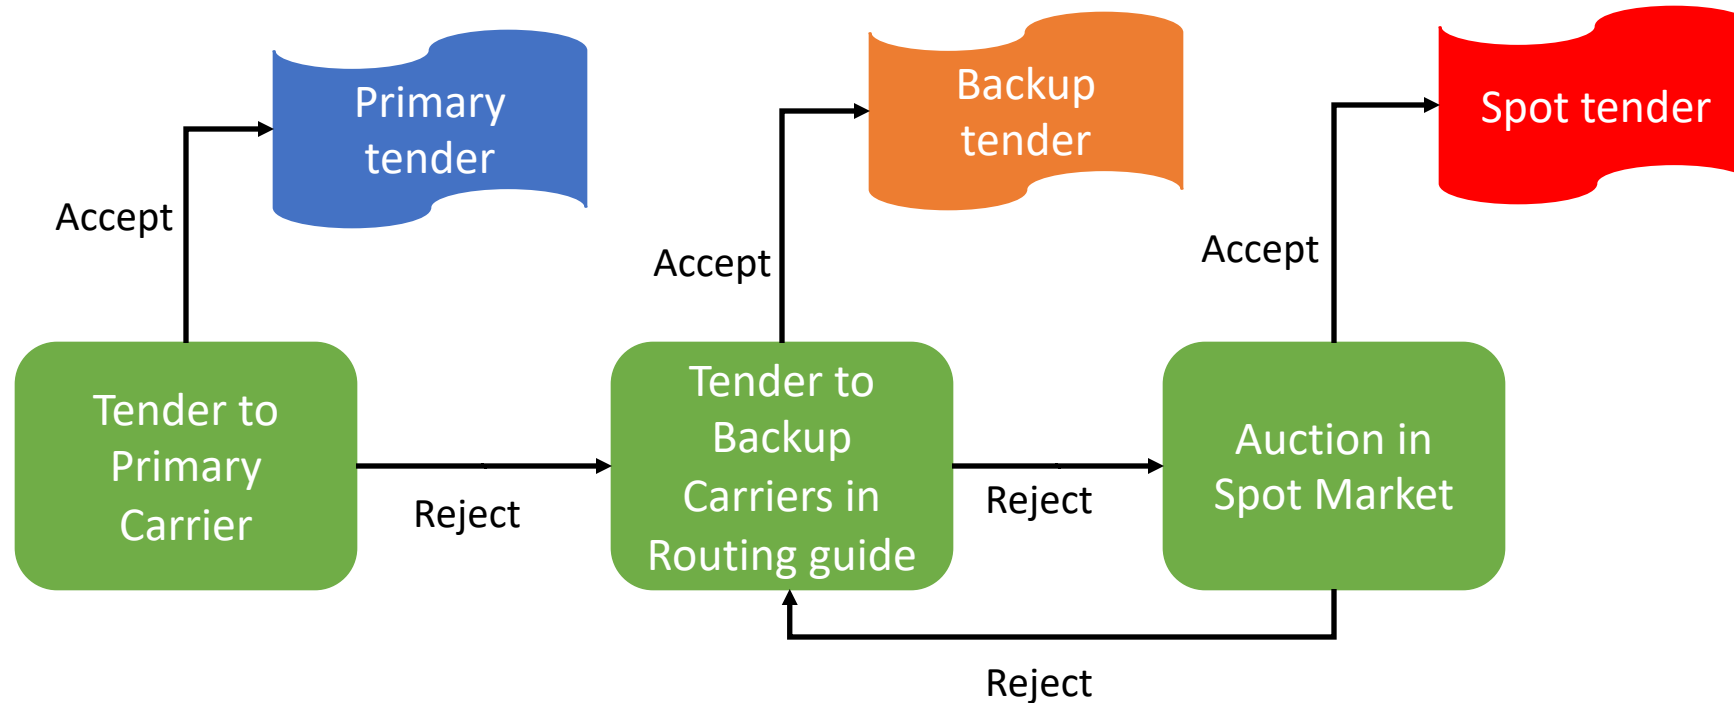 Primary
tender
Backup
tender
Spot tender
Accept
Accept
Accept
Tender to
Primary
Carrier
Reject
Tender to
Backup
Carriers in
Routing guide
Reject
Auction in
Spot Market
Reject